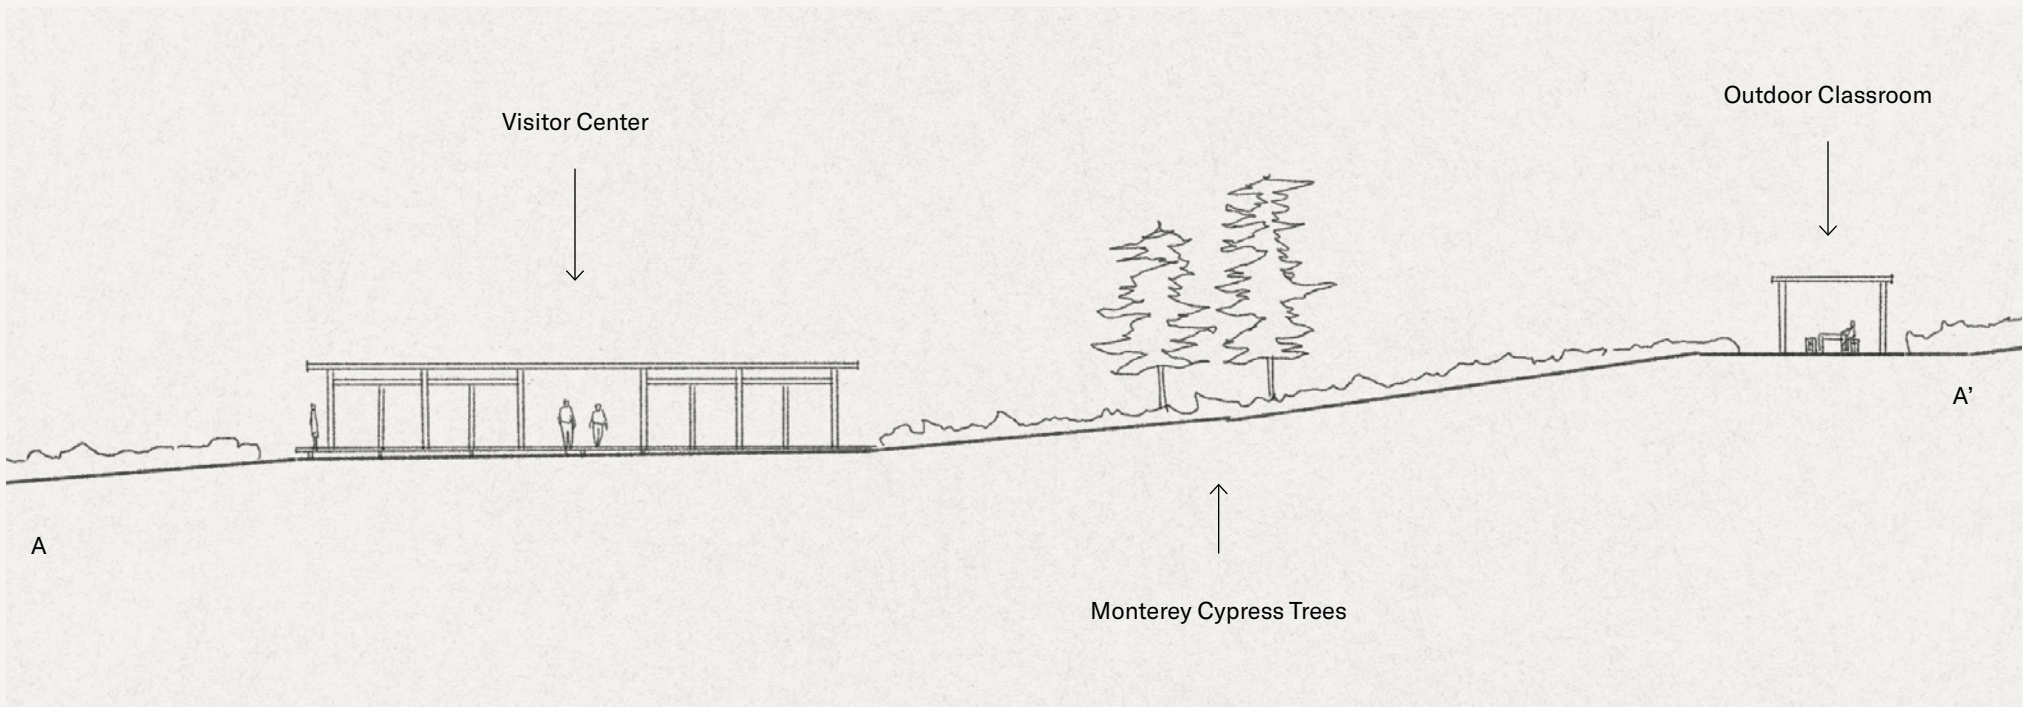 Visitor Center
Outdoor Classroom
A
A’
Monterey Cypress Trees